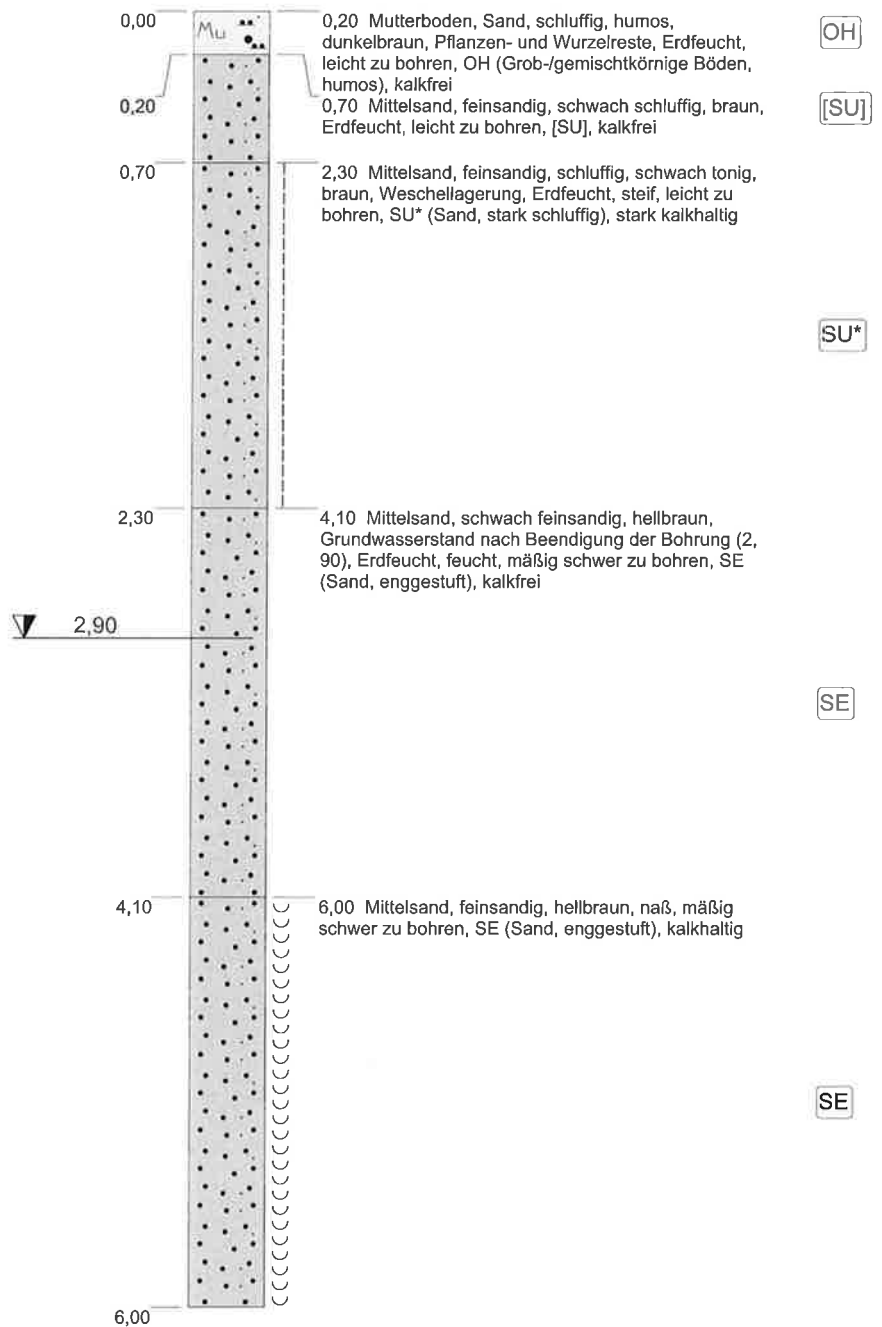 0,00
Mu
0,20 Mutterboden, Sand, schluffig, humos,
dunkelbraun, Pflanzen- und Wurzelreste, Erdfeucht,
leicht zu bohren, OH (Grob-/gemischtkörnige Böden,
humos), kalkfrei
OH
0,20
0,70 Mittelsand, feinsandig, schwach schluffig, braun,
Erdfeucht, leicht zu bohren, [SU], kalkfrei
[SU]
0,70
2,30 Mittelsand, feinsandig, schluffig, schwach tonig,
braun, Weschellagerung, Erdfeucht, steif, leicht zu
bohren, SU* (Sand, stark schluffig), stark kalkhaltig
SU*
2,30
4,10 Mittelsand, schwach feinsandig, hellbraun,
Grundwasserstand nach Beendigung der Bohrung (2,
90), Erdfeucht, feucht, mäßig schwer zu bohren, SE
(Sand, enggestuft), kalkfrei
2,90
SE
4,10
6,00 Mittelsand, feinsandig, hellbraun, naß, mäßig
schwer zu bohren, SE (Sand, enggestuft), kalkhaltig
SE
6,00